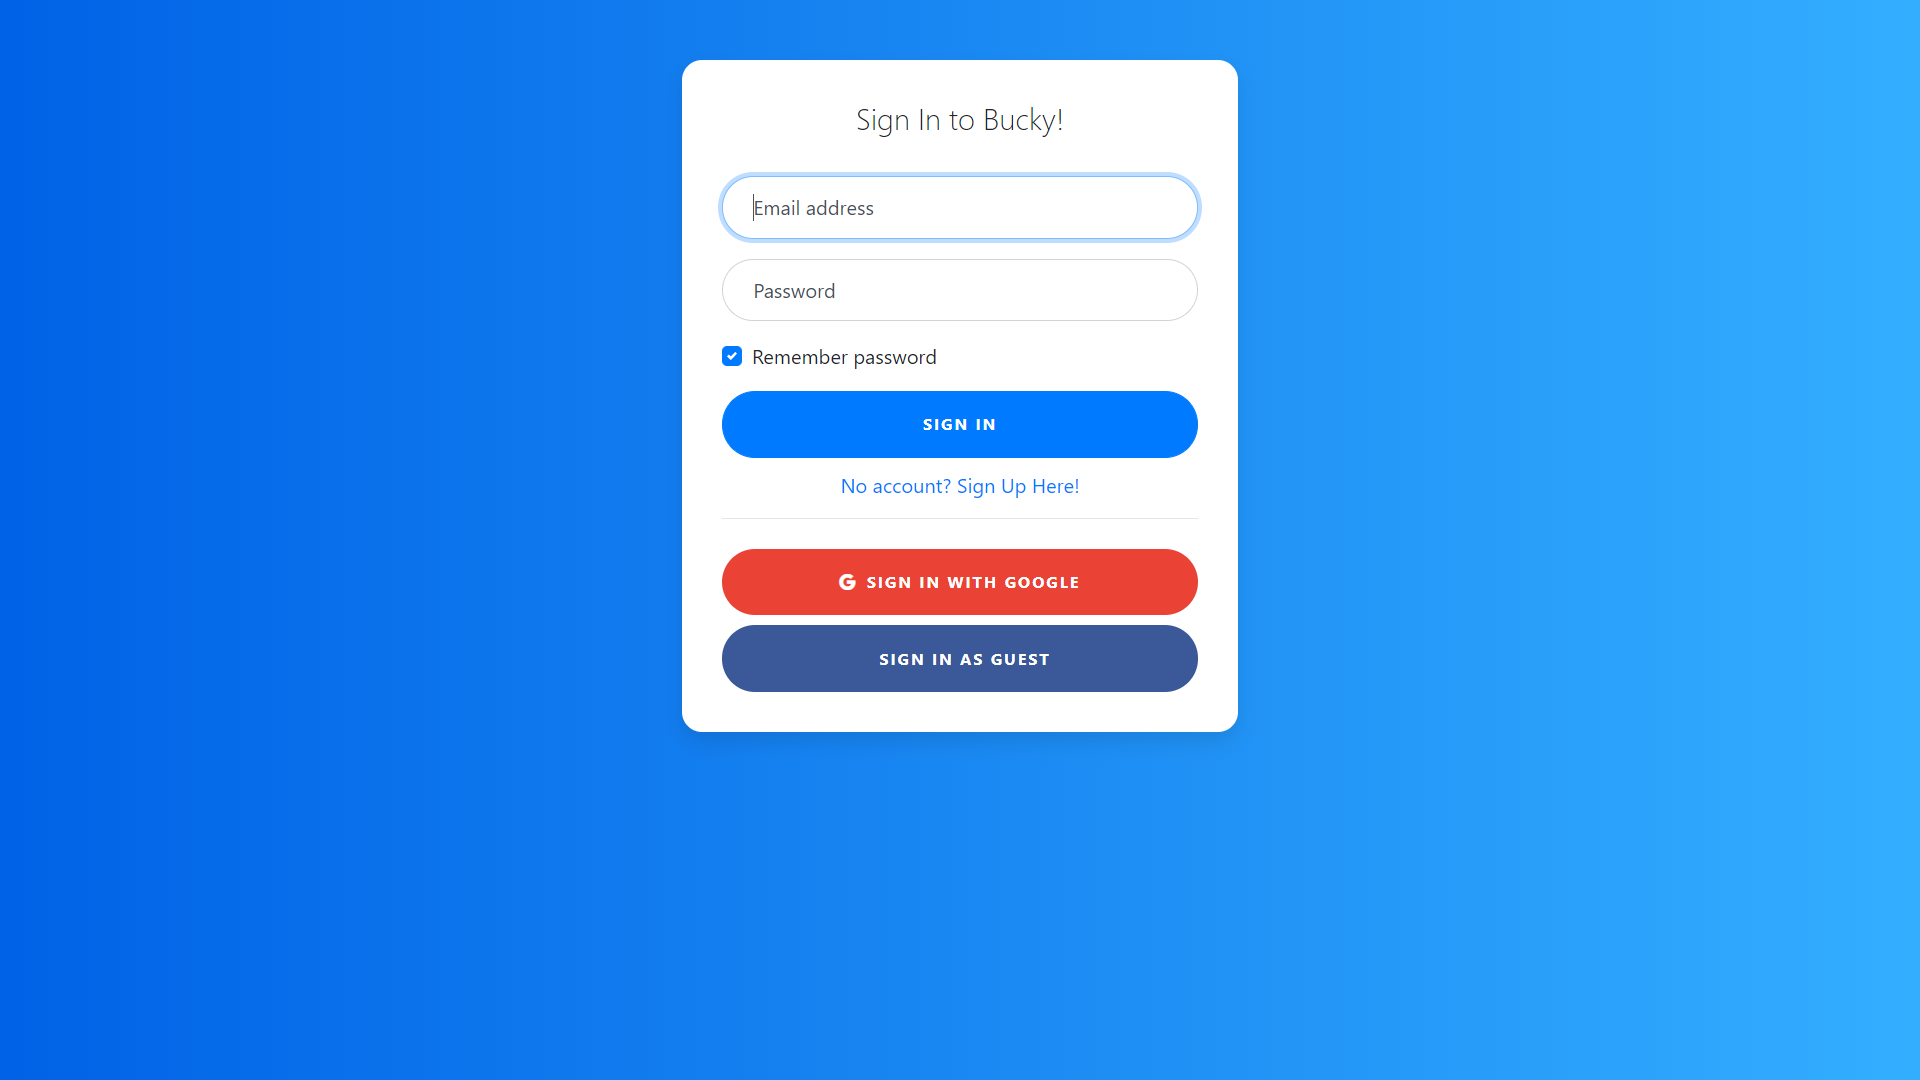 Sign In to Bucky!
Email address
Password
Remember password
SIGN IN
No account? Sign Up Here!
SIGN IN WITH GOOGLE
SIGN IN AS GUEST